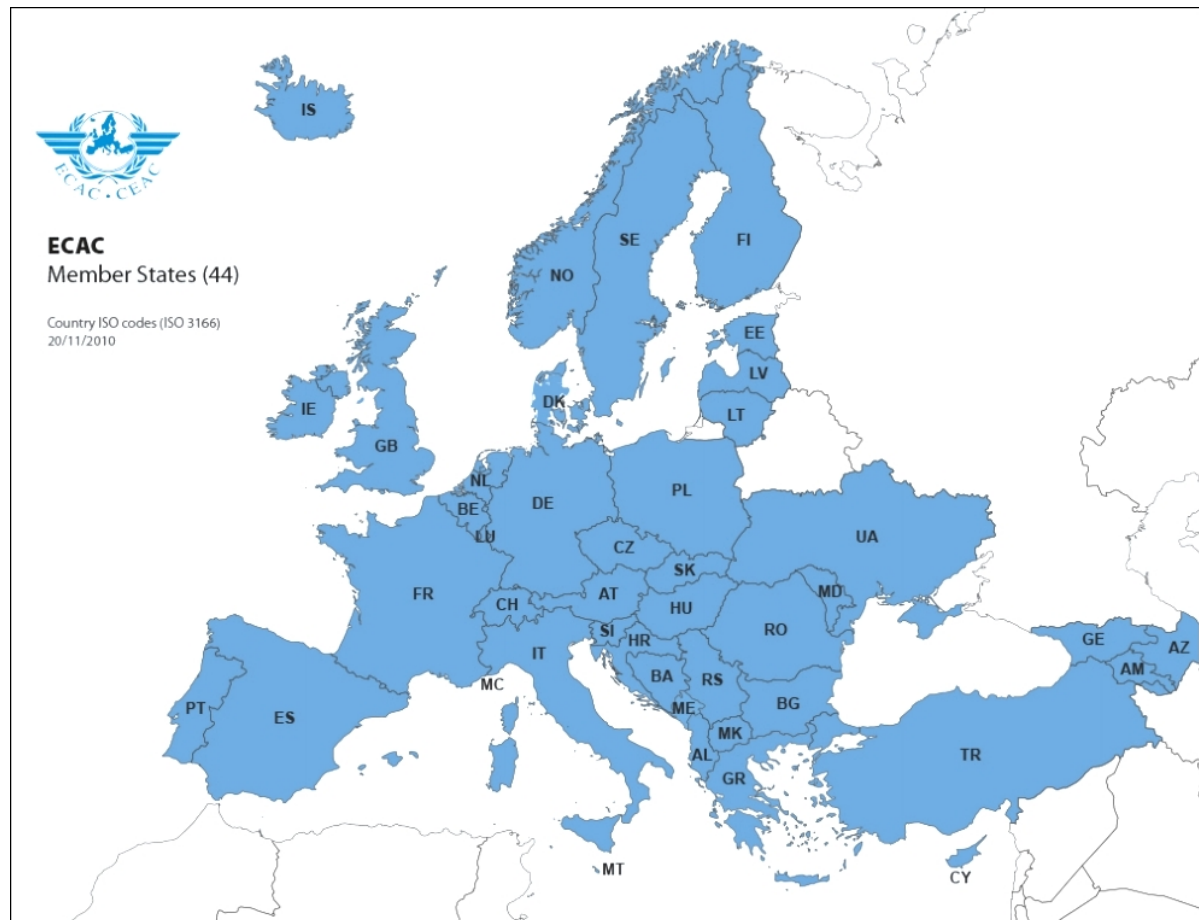 IS
ECAC • CEAC
ECAC
Member States (44)
Country ISO codes (ISO 3166)
20/11/2010
SE
FI
NO
EE
LV
LT
DK
IE
GB
NL
BE
LU
DE
PL
CZ
SK
UA
FR
CH
AT
HU
MD
RO
SI
HR
IT
MC
BA
RS
ME
MK
AL
BG
GR
GE
AZ
AM
TR
PT
ES
MT
CY